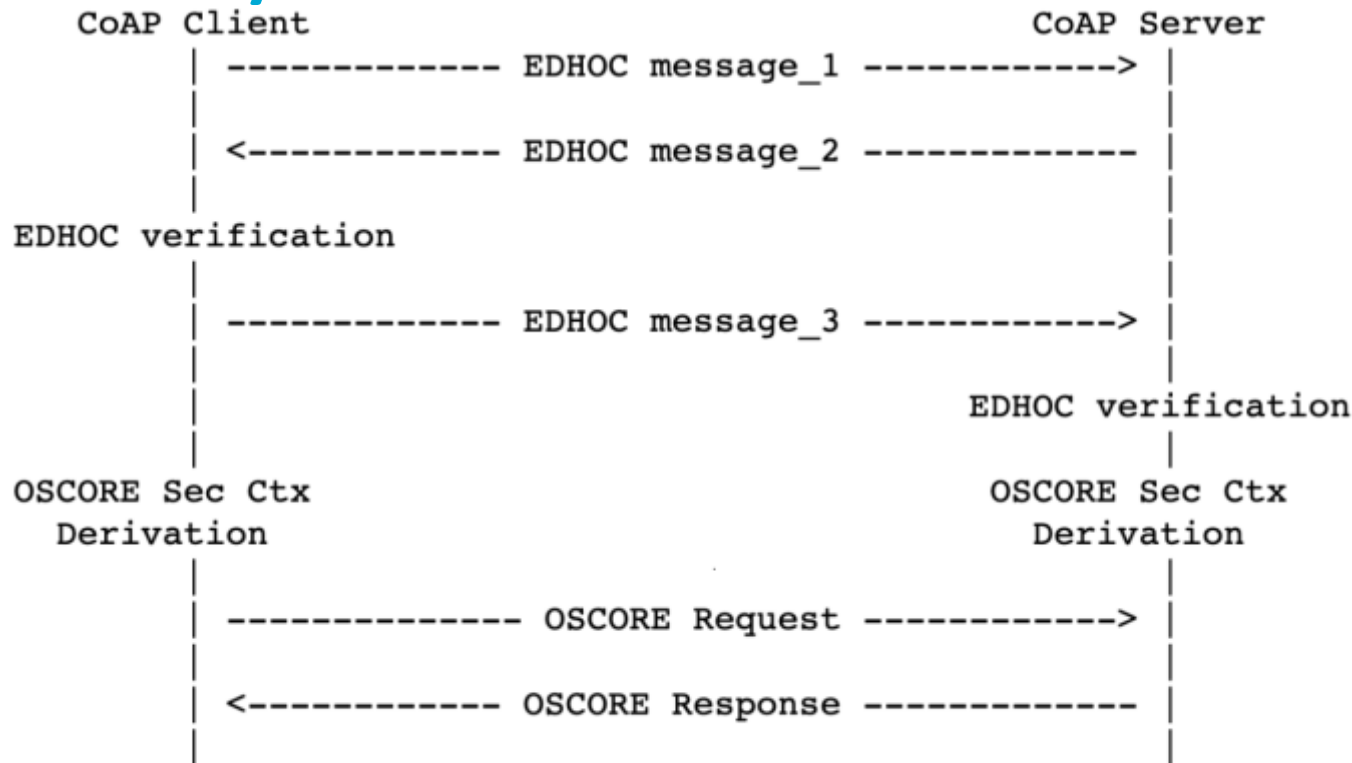 CoAP Client CoAP Server
------------- EDHOC message_1 ------------>
<------------ EDHOC message_2 -------------
EDHOC verification
------------- EDHOC message_3 ------------>
EDHOC verification
OSCORE Sec Ctx OSCORE Sec Ctx
Derivation Derivation
-------------- OSCORE Request ------------>
<------------ OSCORE Response -------------